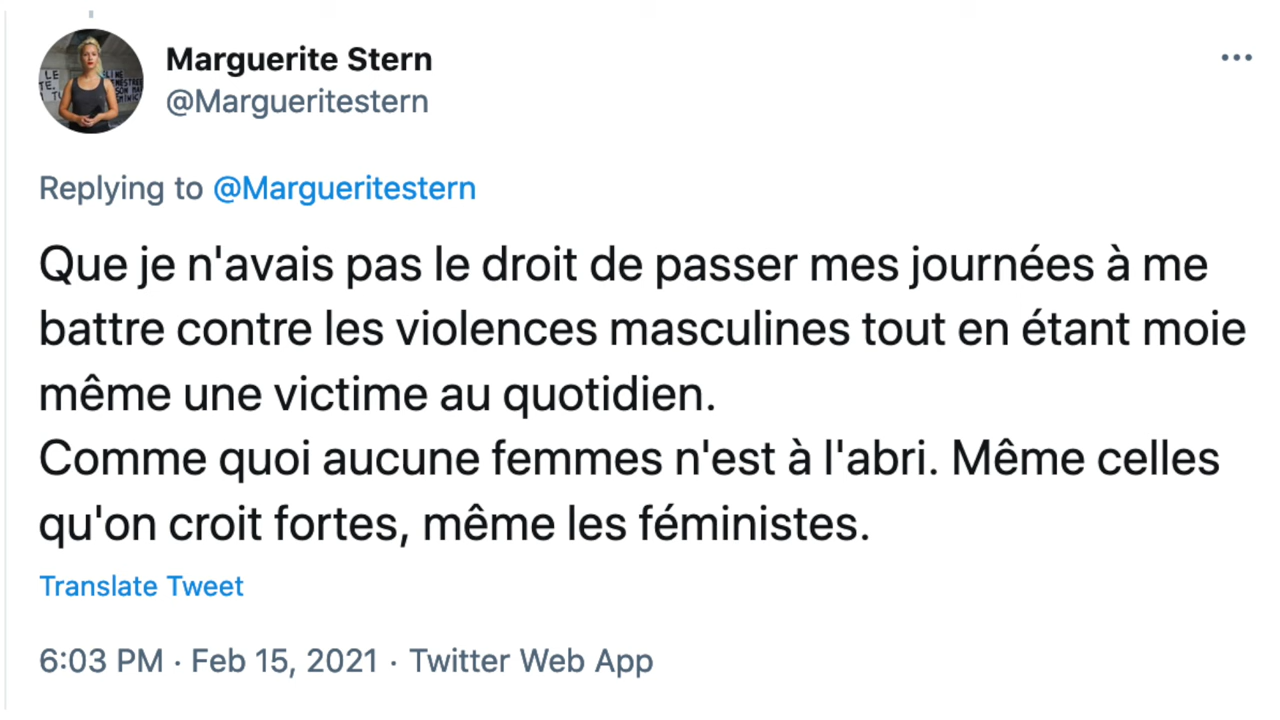 Marguerite Stern
@Margueritestern
Replying to @Margueritestern
Que je n'avais pas le droit de passer mes journées à me
battre contre les violences masculines tout en étant moie
même une victime au quotidien.
Comme quoi aucune femmes n'est à l'abri. Même celles
qu'on croit fortes, même les féministes.
Translate Tweet
6:03 PM · Feb 15, 2021 · Twitter Web App